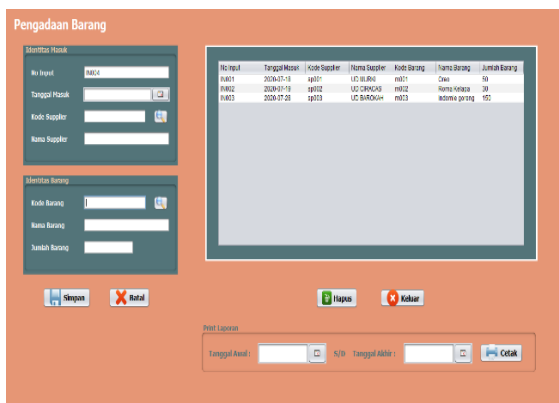 Pengadaan Barang
Identitas Masuk
No Input IN004
Tanggal Masuk
Kode Supplier
Nama Supplier
Identitas Barang
Kode Barang
Nama Barang
Jumlah Barang
Simpan Batal
No Input Tanggal Masuk Kode Supplier Nama Supplier Kode Barang Nama Barang Jumlah Barang
IN001 2020-07-18 sp001 UD MURNI m001 Oreo 50
IN002 2020-07-19 sp002 UD CIRACAS m002 Roma Kelapa 30
IN003 2020-07-28 sp003 UD BAROKAH m003 Indomie goreng 150
Hapus Keluar
Print Laporan
Tanggal Awal : S/D Tanggal Akhir : Cetak